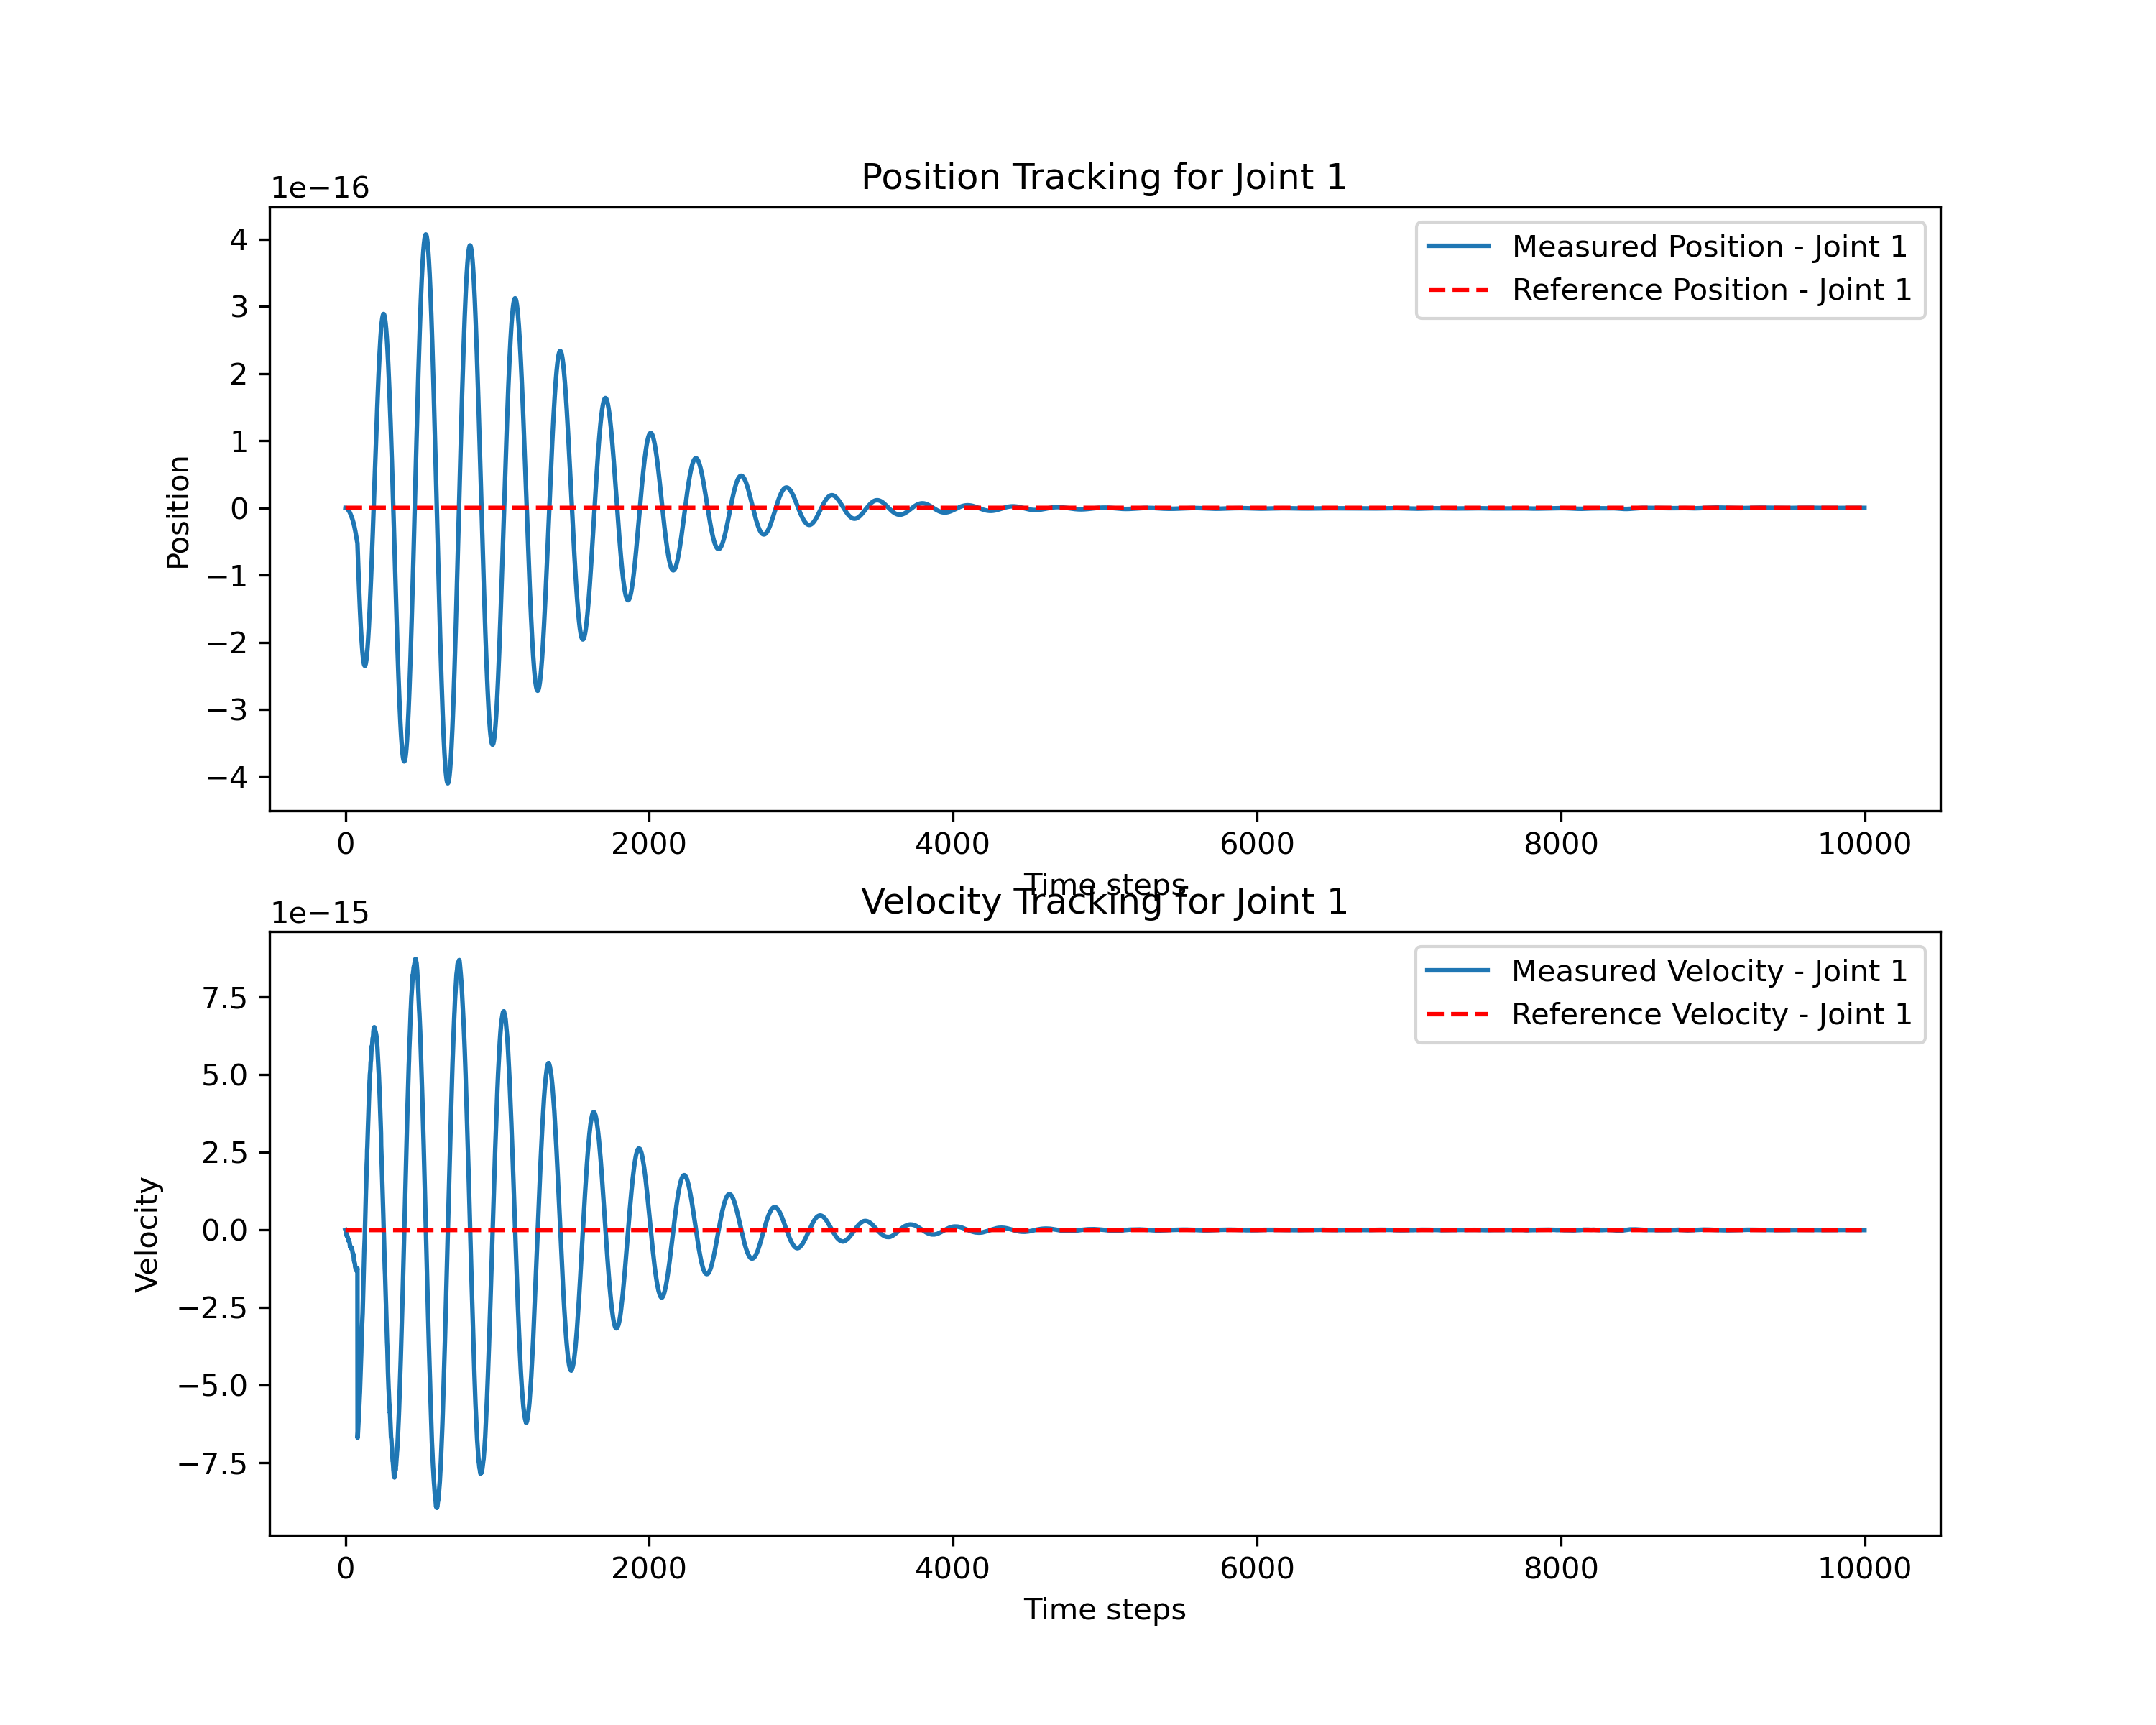 Position Tracking for Joint 1
1e−16
Measured Position - Joint 1
Reference Position - Joint 1
4
3
2
1
0
−1
−2
−3
−4
Position
0 2000 4000 6000 8000 10000
Time steps
Velocity Tracking for Joint 1
1e−15
Measured Velocity - Joint 1
Reference Velocity - Joint 1
7.5
5.0
2.5
0.0
−2.5
−5.0
−7.5
Velocity
0 2000 4000 6000 8000 10000
Time steps